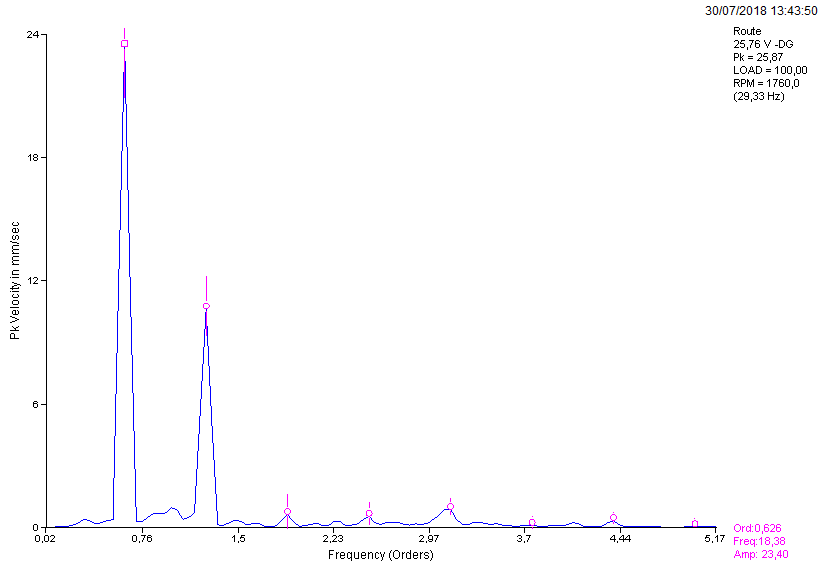 30/07/2018 13:43:50
Route
25,76 V -DG
Pk = 25,87
LOAD = 100,00
RPM = 1760,0
(29,33 Hz)
24
18
12
6
0
Pk Velocity in mm/sec
0,02 0,76 1,5 2,23 2,97 3,7 4,44 5,17
Frequency (Orders)
Ord:0,626
Freq:18,38
Amp: 23,40